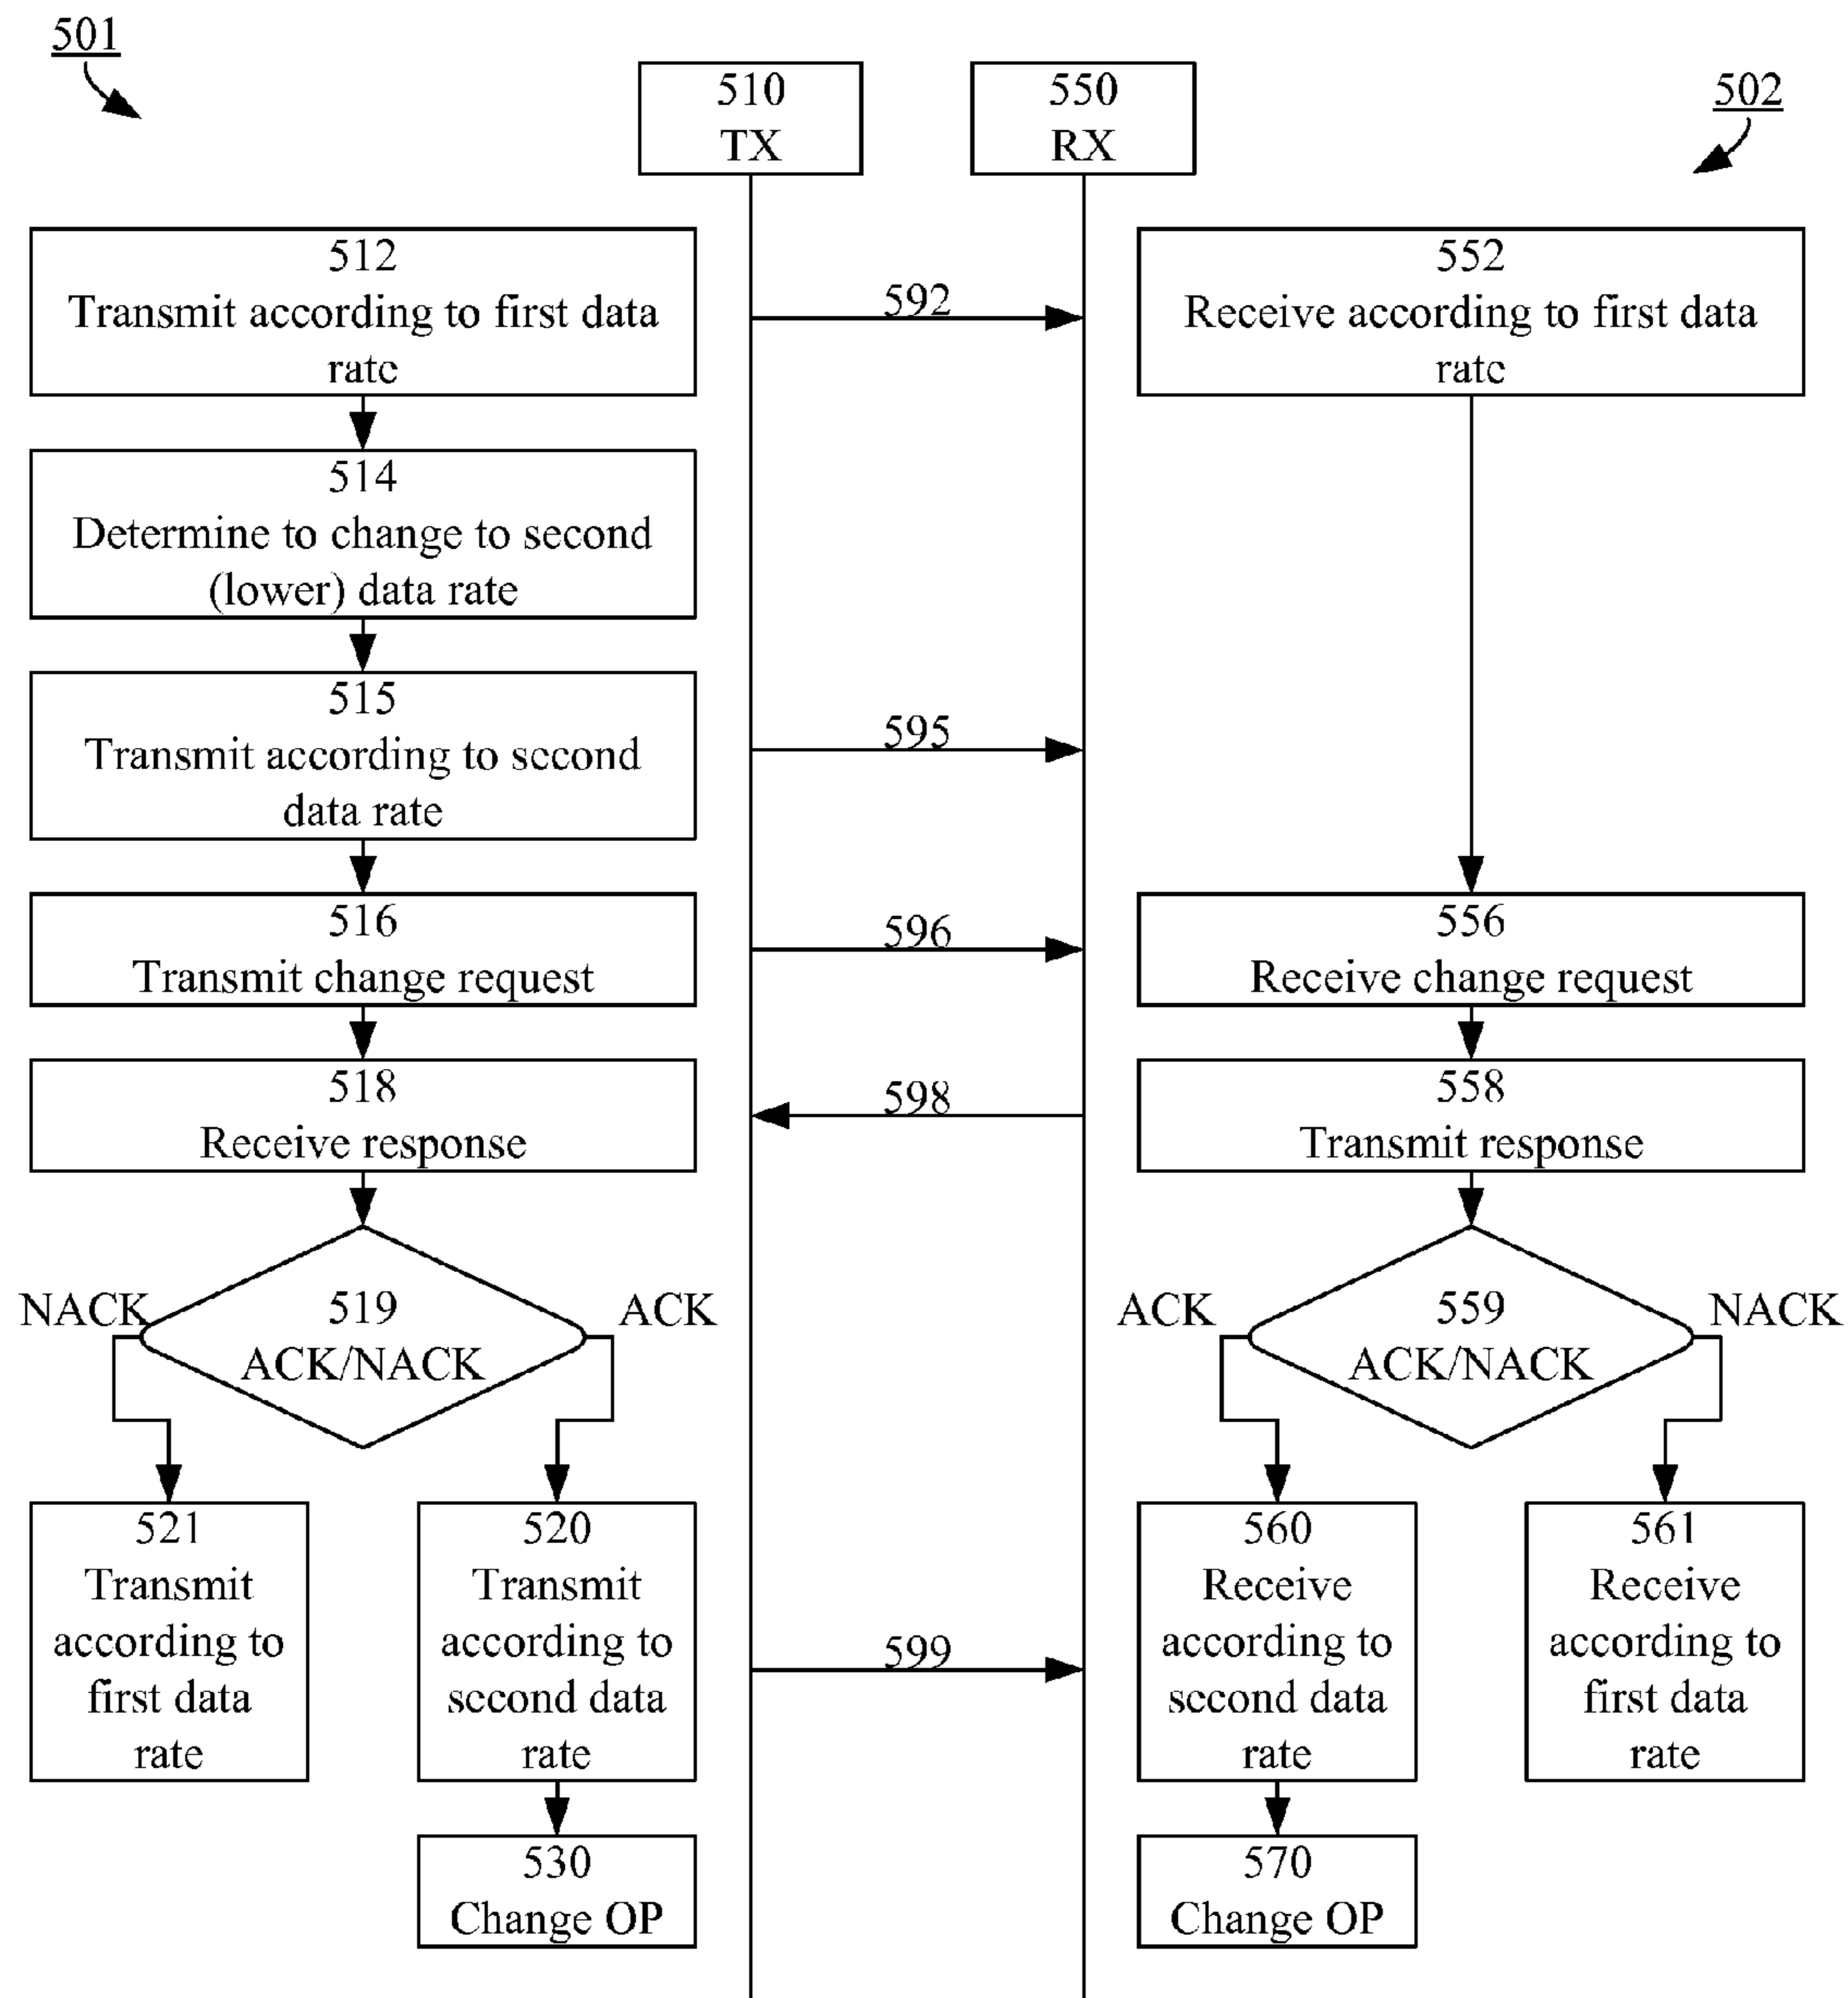 501
510
TX
550
RX
502
512
Transmit according to first data
rate
592
552
Receive according to first data
rate
514
Determine to change to second
(lower) data rate
515
Transmit according to second
data rate
595
516
Transmit change request
596
556
Receive change request
518
Receive response
598
558
Transmit response
NACK
519
ACK/NACK
ACK
ACK
559
ACK/NACK
NACK
521
Transmit
according to
first data
rate
520
Transmit
according to
second data
rate
599
560
Receive
according to
second data
rate
561
Receive
according to
first data
rate
530
Change OP
570
Change OP